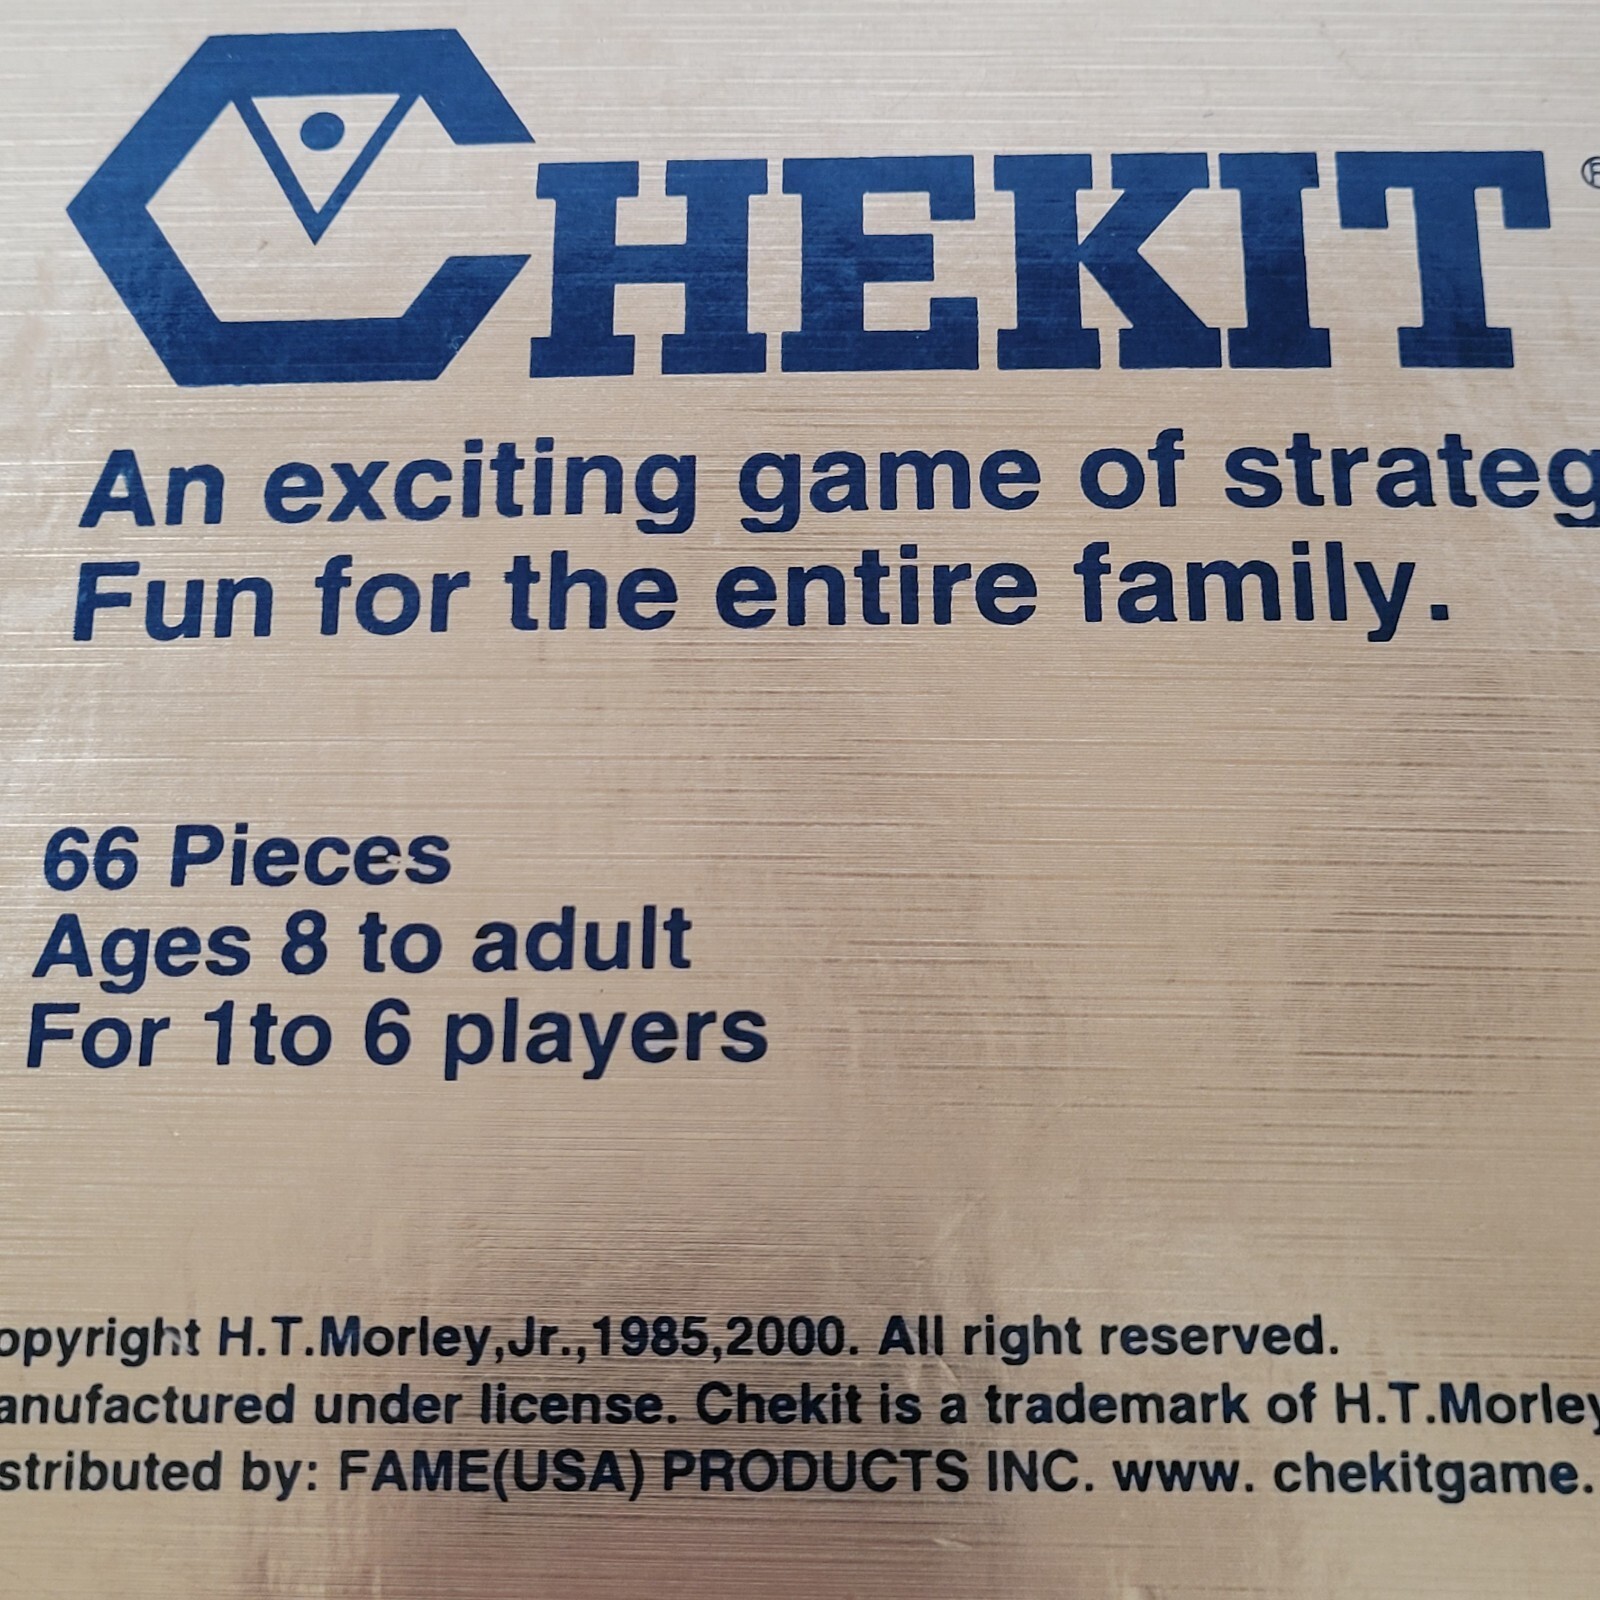 CHEKIT ®
An exciting game of strateg
Fun for the entire family.
66 Pieces
Ages 8 to adult
For 1to 6 players
opyright H.T.Morley,Jr.,1985,2000. All right reserved.
anufactured under license. Chekit is a trademark of H.T.Morley
stributed by: FAME(USA) PRODUCTS INC. www. chekitgame.